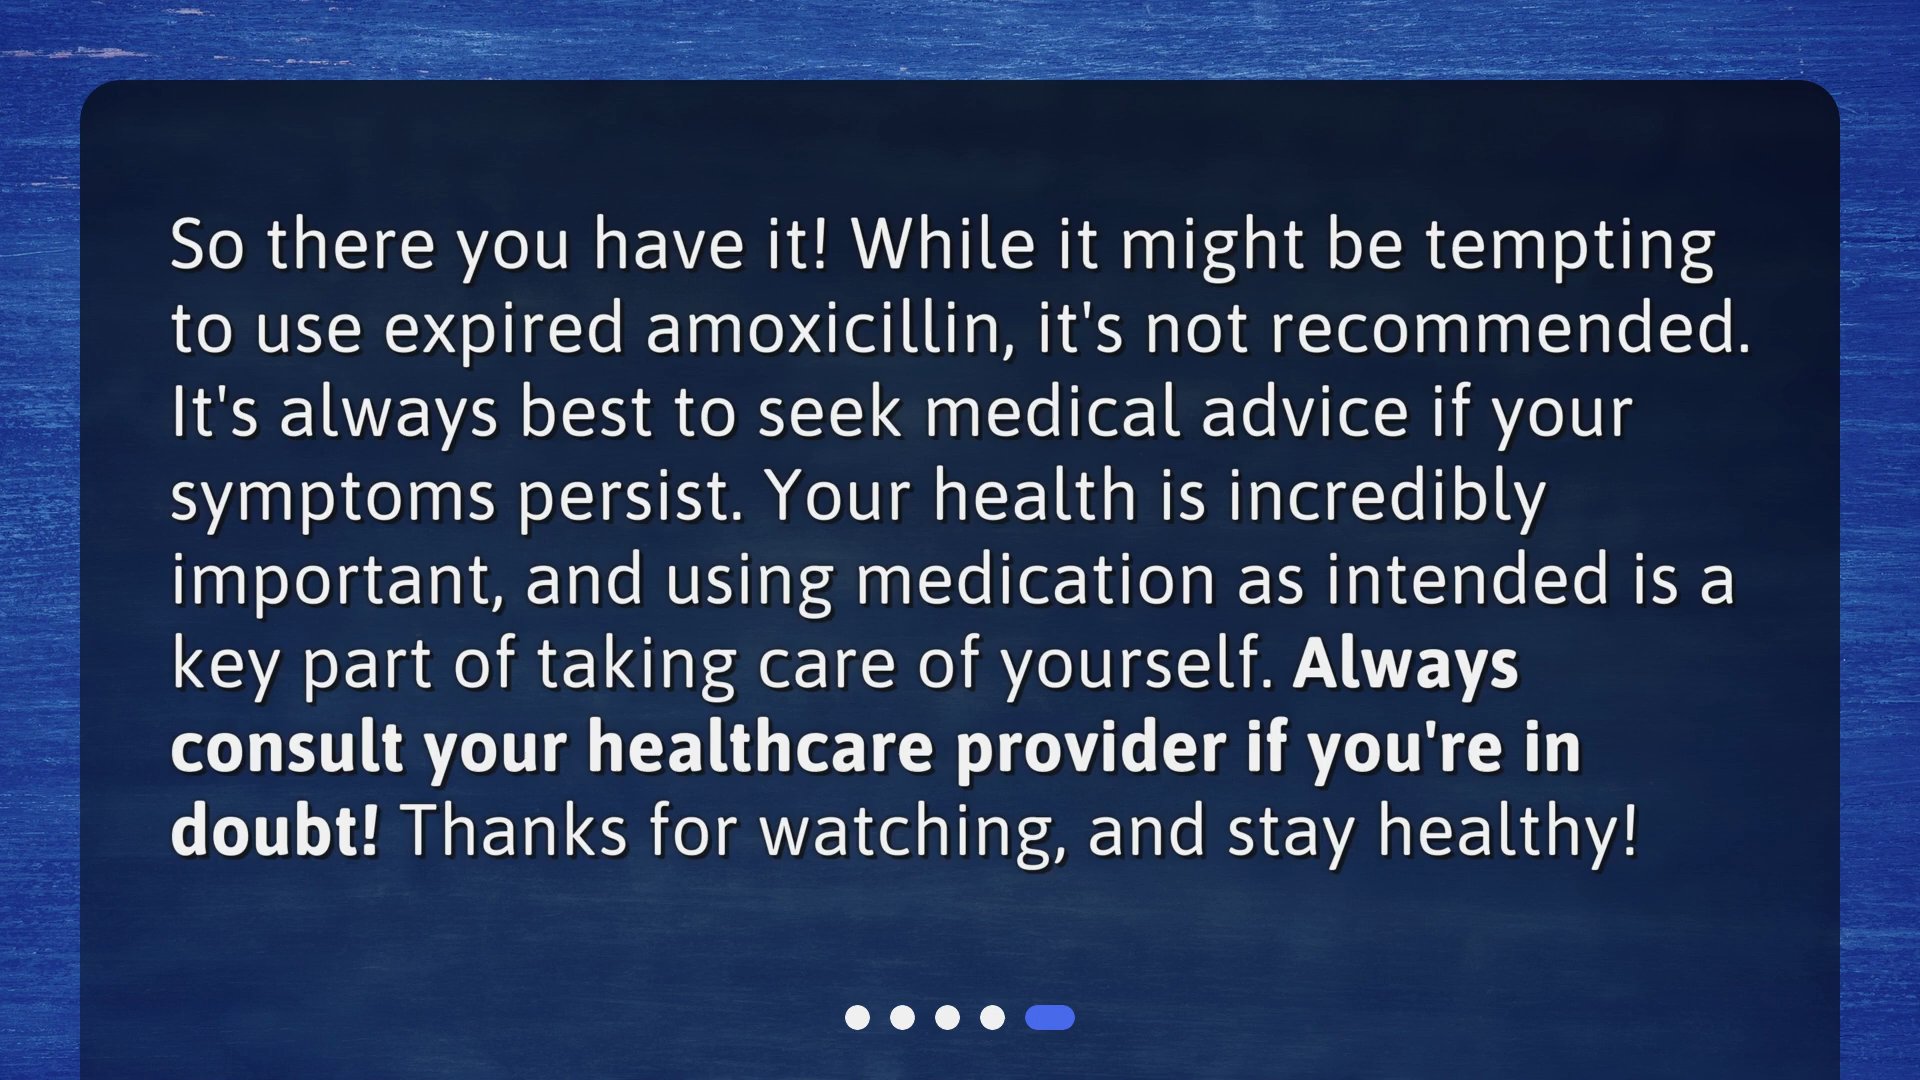 So there you have it! While it might be tempting
to use expired amoxicillin, it's not recommended.
It's always best to seek medical advice if your
symptoms persist. Your health is incredibly
important, and using medication as intended is a
key part of taking care of yourself. Always
consult your healthcare provider if you're in
doubt! Thanks for watching, and stay healthy!